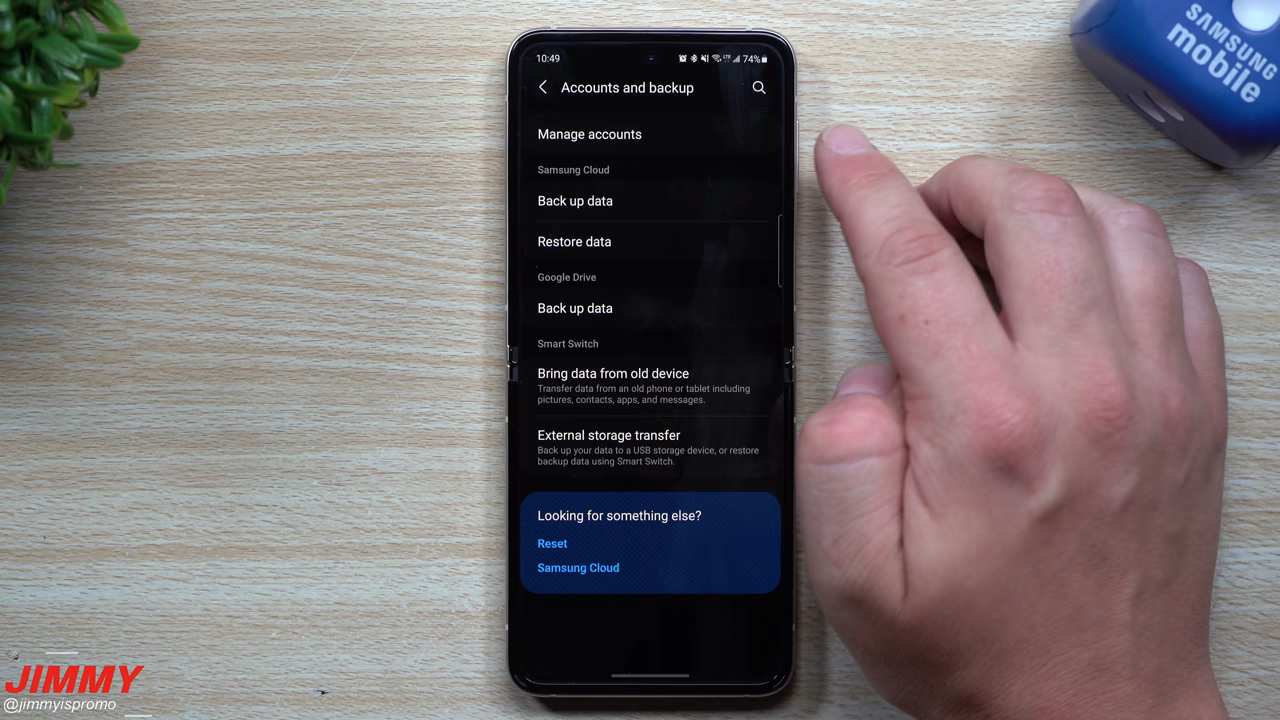 SAMSUNG
mobile
10:49
LTE
74%
Accounts and backup
Manage accounts
Samsung Cloud
Back up data
Restore data
Google Drive
Back up data
Smart Switch
Bring data from old device
Transfer data from an old phone or tablet including
pictures, contacts, apps, and messages.
External storage transfer
Back up your data to a USB storage device, or restore
backup data using Smart Switch.
Looking for something else?
Reset
Samsung Cloud
JIMMY
@jimmyispromo